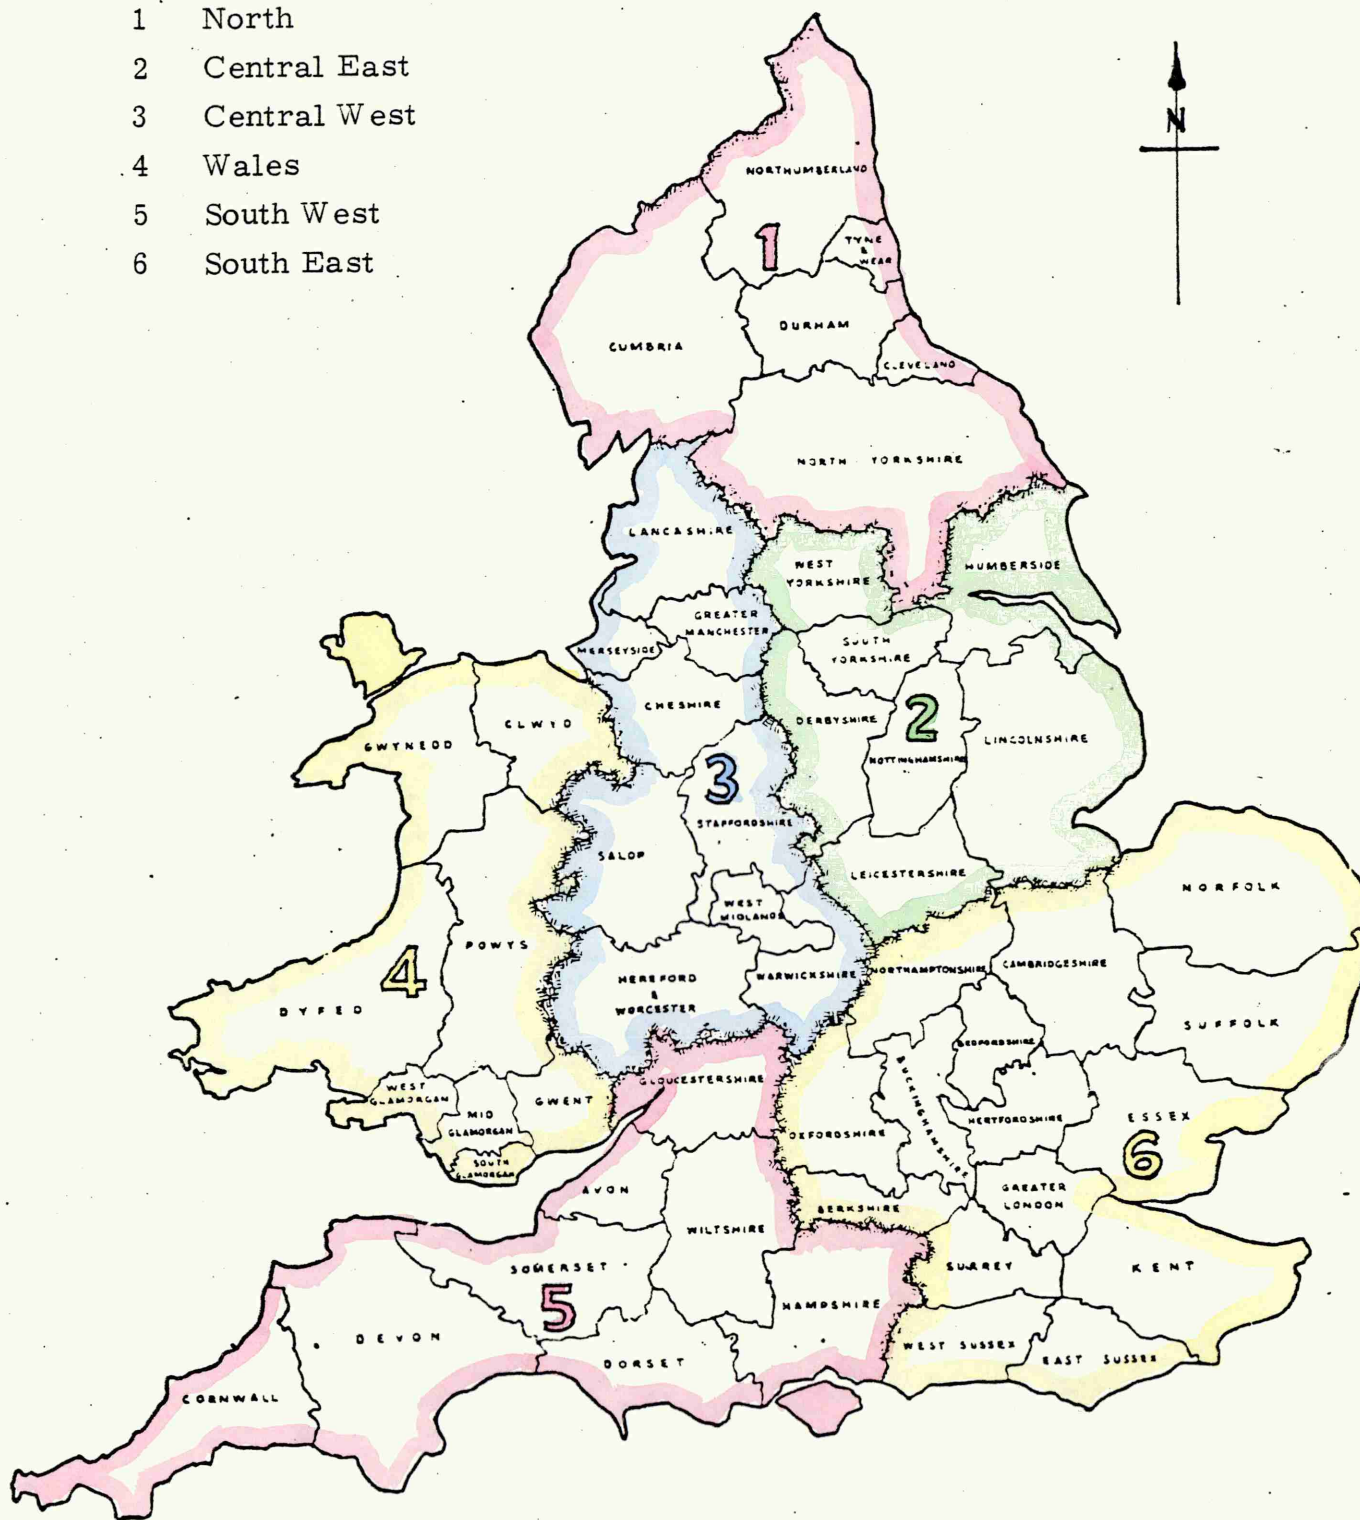 1 North
2 Central East
3 Central West
4 Wales
5 South West
6 South East
N
NORTHUMBERLAND
1
TYNE
&
WEAR
DURHAM
CUMBRIA
CLEVELAND
NORTH YORKSHIRE
LANCASHIRE
WEST
YORKSHIRE
HUMBERSIDE
GREATER
MANCHESTER
MERSEYSIDE
SOUTH
YORKSHIRE
CHESHIRE
DERBYSHIRE
2
CLWYD
GWYNEDD
LINCOLNSHIRE
NOTTINGHAMSHIRE
3
STAFFORDSHIRE
SALOP
LEICESTERSHIRE
NORFOLK
WEST
MIDLANDS
POWYS
4
HEREFORD
&
WORCESTER
WARWICKSHIRE
NORTHAMPTONSHIRE
CAMBRIDGESHIRE
DYFED
SUFFOLK
BEDFORDSHIRE
BUCKINGHAMSHIRE
GLOUCESTERSHIRE
WEST
GLAMORGAN
GWENT
MID
GLAMORGAN
HERTFORDSHIRE
ESSEX
OXFORDSHIRE
6
SOUTH
GLAMORGAN
AVON
GREATER
LONDON
BERKSHIRE
WILTSHIRE
SOMERSET
SURREY
KENT
5
HAMPSHIRE
DEVON
WEST SUSSEX
EAST SUSSEX
DORSET
CORNWALL